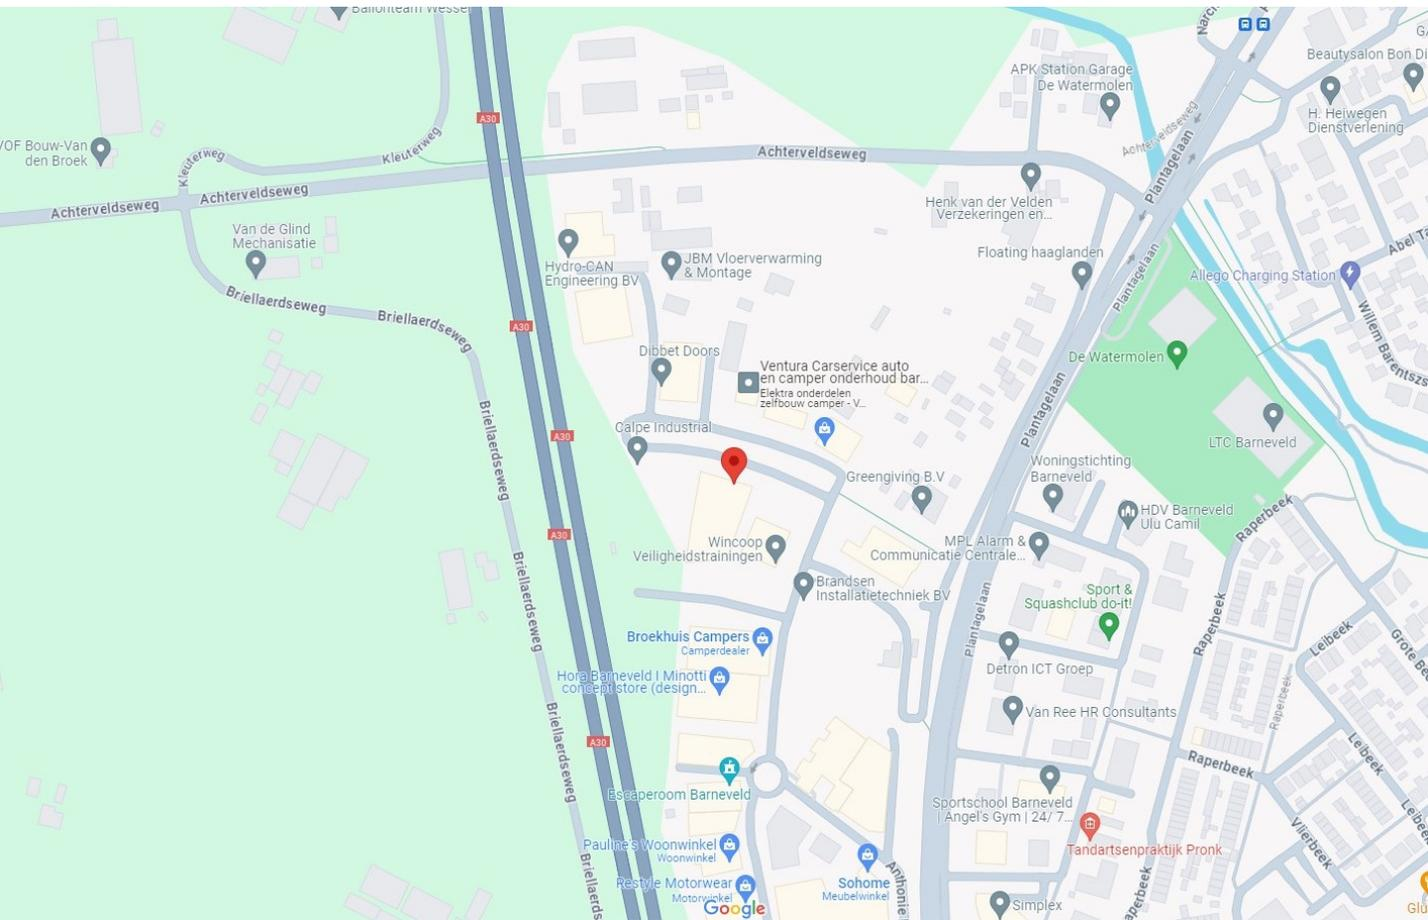 Ballonteam Wessel
A30
APK Station Garage
De Watermolen
Beautysalon Bon Di
H. Heiwegen
Dienstverlening
VOF Bouw-Van
den Broek
Kleuterweg
Kleuterweg
Achterveldseweg
Achterveldseweg
Plantagelaan
Achterveldseweg
Achterveldseweg
Henk van der Velden
Verzekeringen en...
Van de Glind
Mechanisatie
Hydro-CAN
Engineering BV
JBM Vloerverwarming
& Montage
Floating haaglanden
Plantagelaan
Allego Charging Station
Briellaerdseweg
Briellaerdseweg
A30
Willem Barentszs
Dibbet Doors
Ventura Carservice auto
en camper onderhoud bar...
Elektra onderdelen
zelfbouw camper - V...
De Watermolen
Plantagelaan
Calpe Industrial
A30
LTC Barneveld
Briellaerdseweg
Greengiving B.V
Woningstichting
Barneveld
HDV Barneveld
Ulu Camil
Raperbeek
A30
Wincoop
Veiligheidstrainingen
MPL Alarm &
Communicatie Centrale...
Briellaerdseweg
Brandsen
Installatietechniek BV
Sport &
Squashclub do-it!
Plantagelaan
Raperbeek
Leibeek
Broekhuis Campers
Camperdealer
Detron ICT Groep
Hora Barneveld I Minotti
concept store (design...
Raperbeek
Van Ree HR Consultants
A30
Briellaerdseweg
Raperbeek
Leibeek
Escaperoom Barneveld
Sportschool Barneveld
| Angel's Gym | 24/ 7...
Vlierbeek
Pauline's Woonwinkel
Woonwinkel
Tandartsenpraktijk Pronk
Restyle Motorwear
Motorwinkel
Sohome
Meubelwinkel
Anthonie
Simplex
Google